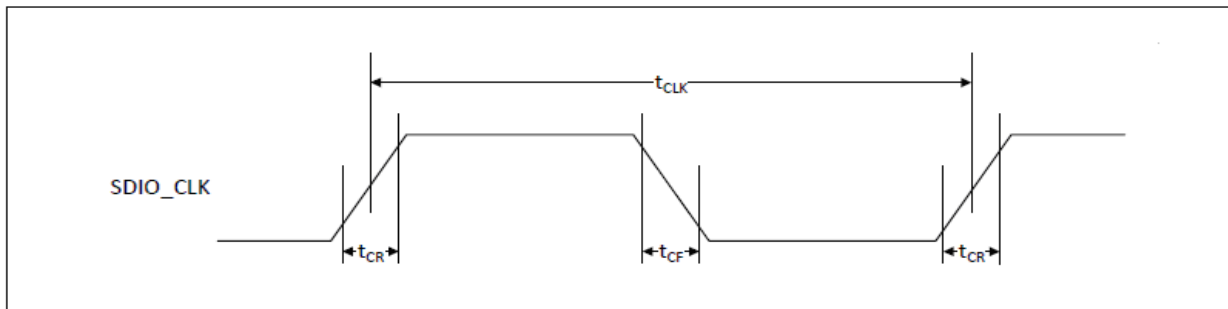 tCLK
SDIO_CLK
tCR
tCF
tCR